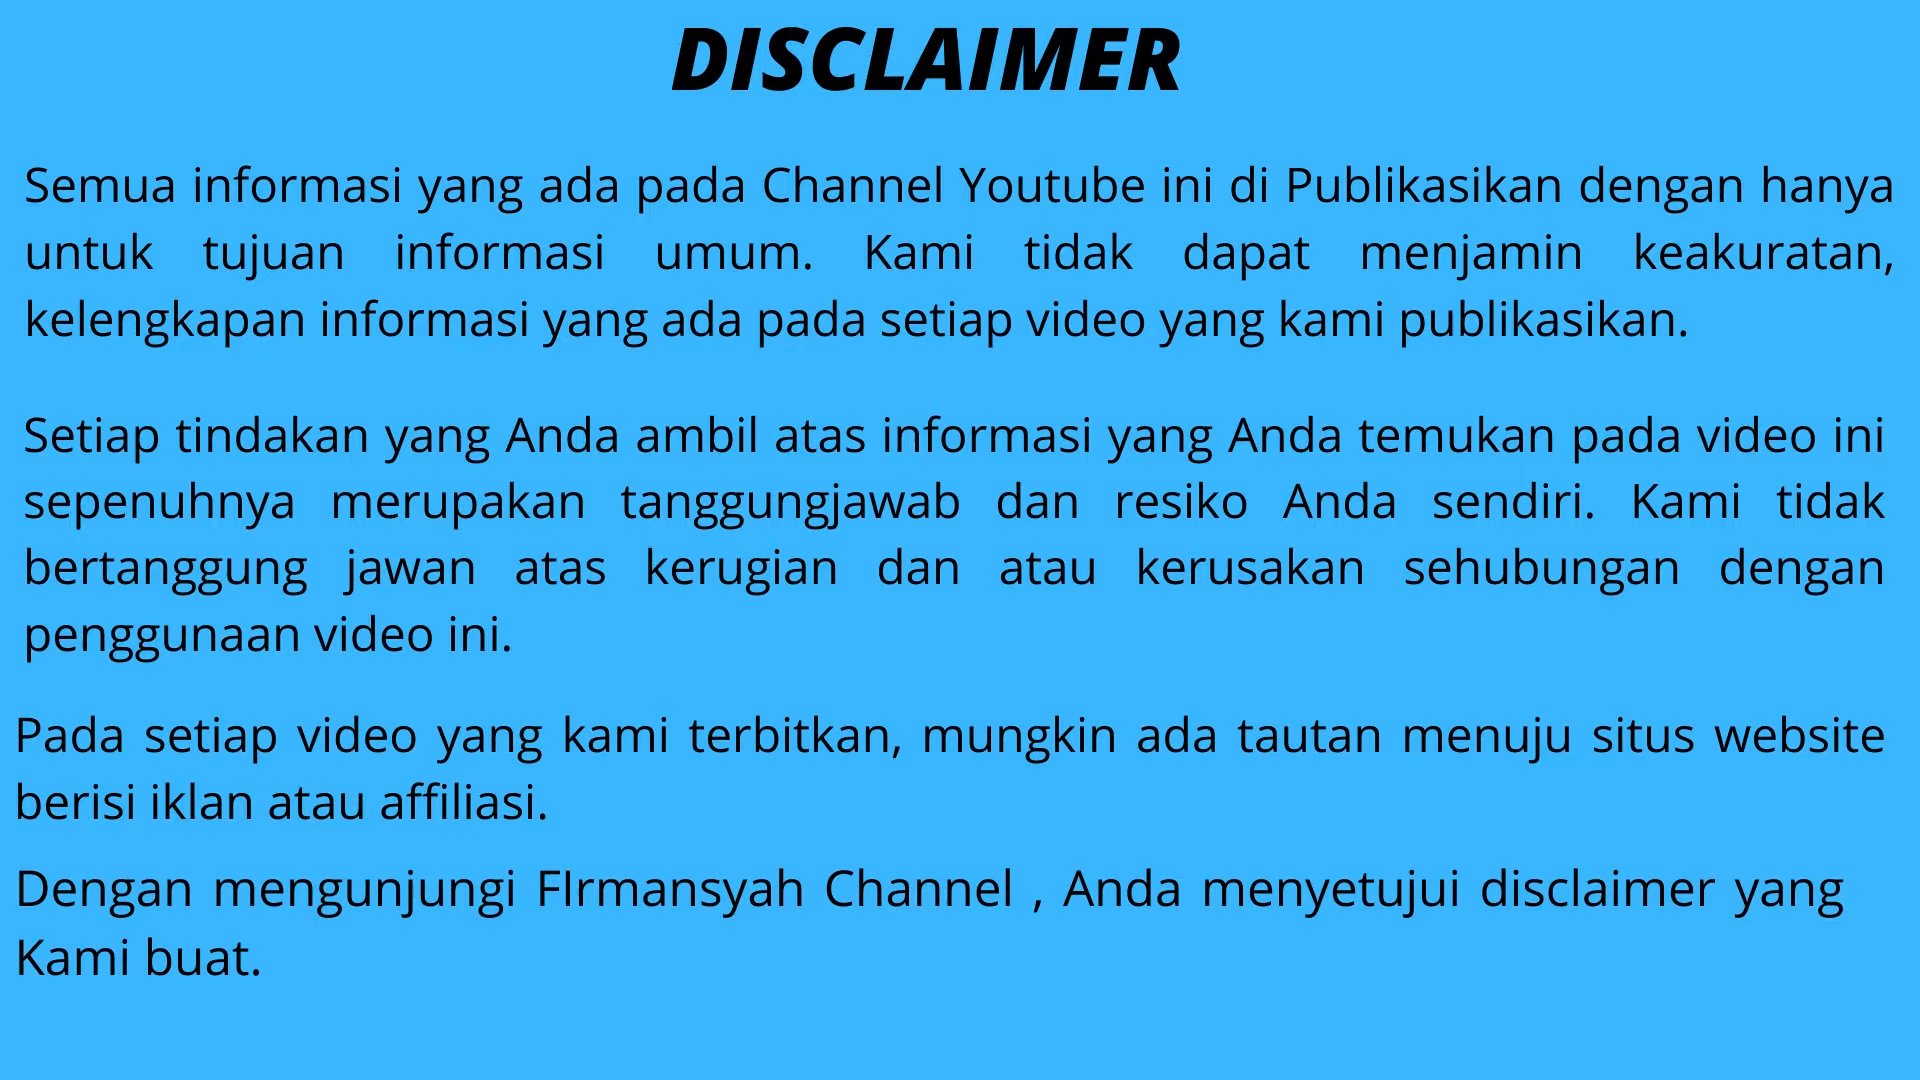 DISCLAIMER
Semua informasi yang ada pada Channel Youtube ini di Publikasikan dengan hanya
untuk tujuan informasi umum. Kami tidak dapat menjamin keakuratan,
kelengkapan informasi yang ada pada setiap video yang kami publikasikan.
Setiap tindakan yang Anda ambil atas informasi yang Anda temukan pada video ini
sepenuhnya merupakan tanggungjawab dan resiko Anda sendiri. Kami tidak
bertanggung jawan atas kerugian dan atau kerusakan sehubungan dengan
penggunaan video ini.
Pada setiap video yang kami terbitkan, mungkin ada tautan menuju situs website
berisi iklan atau affiliasi.
Dengan mengunjungi FIrmansyah Channel , Anda menyetujui disclaimer yang
Kami buat.